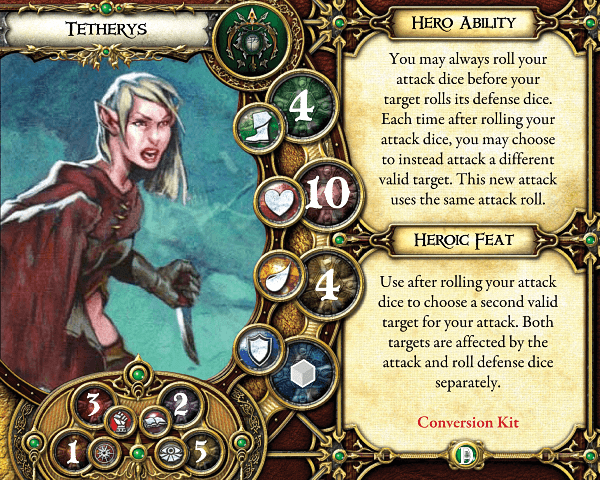 Tetherys
4
10
4
3
2
1
5
Hero Ability
You may always roll your
attack dice before your
target rolls its defense dice.
Each time after rolling your
attack dice, you may choose
to instead attack a different
valid target. This new attack
uses the same attack roll.
Heroic Feat
Use after rolling your attack
dice to choose a second valid
target for your attack. Both
targets are affected by the
attack and roll defense dice
separately.
Conversion Kit
D